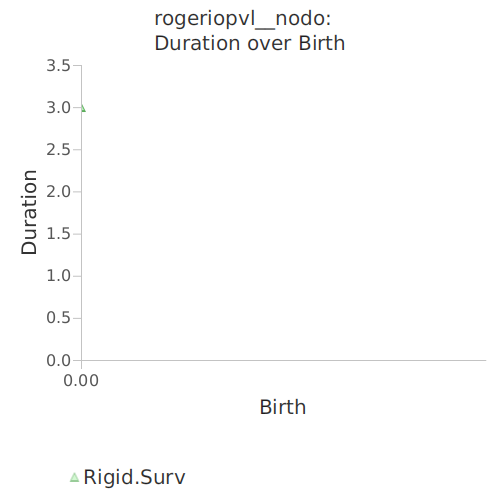 rogeriopvl__nodo:
Duration over Birth
3.5
3.0
2.5
2.0
1.5
1.0
0.5
0.0
Duration
0.00
Birth
Rigid.Surv